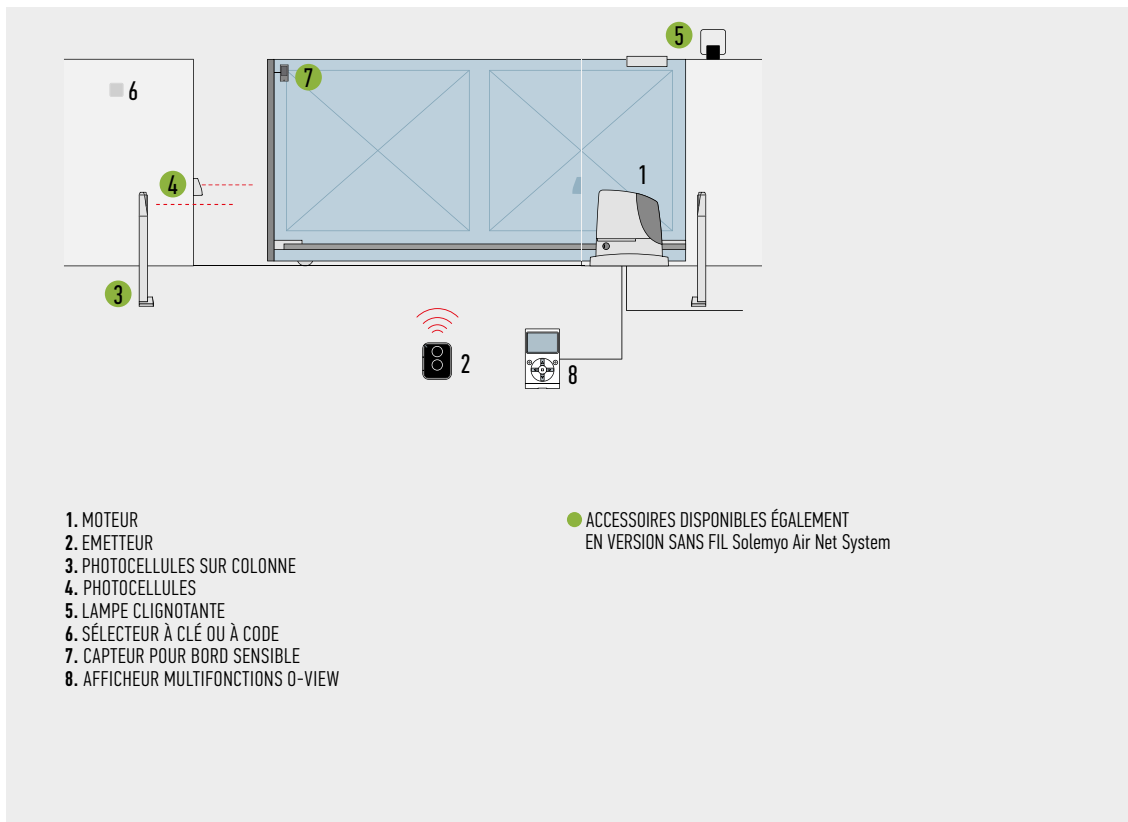 5
7
6
4
1
3
2
8
1. MOTEUR
2. EMETTEUR
3. PHOTOCELLULES SUR COLONNE
4. PHOTOCELLULES
5. LAMPE CLIGNOTANTE
6. SÉLECTEUR À CLÉ OU À CODE
7. CAPTEUR POUR BORD SENSIBLE
8. AFFICHEUR MULTIFONCTIONS O-VIEW
ACCESSOIRES DISPONIBLES ÉGALEMENT
EN VERSION SANS FIL Solemyo Air Net System